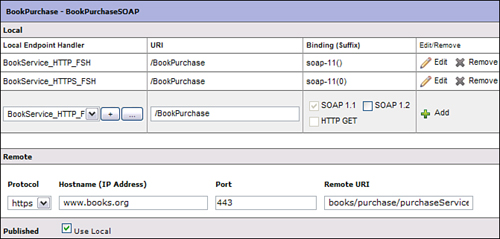 BookPurchase - BookPurchaseSOAP
Local
Local Endpoint Handler URI Binding (Suffix) Edit/Remove
BookService_HTTP_FSH /BookPurchase soap-11() Edit Remove
BookService_HTTPS_FSH /BookPurchase soap-11(0) Edit Remove
BookService_HTTP_F + ... /BookPurchase SOAP 1.1 SOAP 1.2 Add
HTTP GET
Remote
Protocol Hostname (IP Address) Port Remote URI
https www.books.org 443 books/purchase/purchaseService
Published Use Local